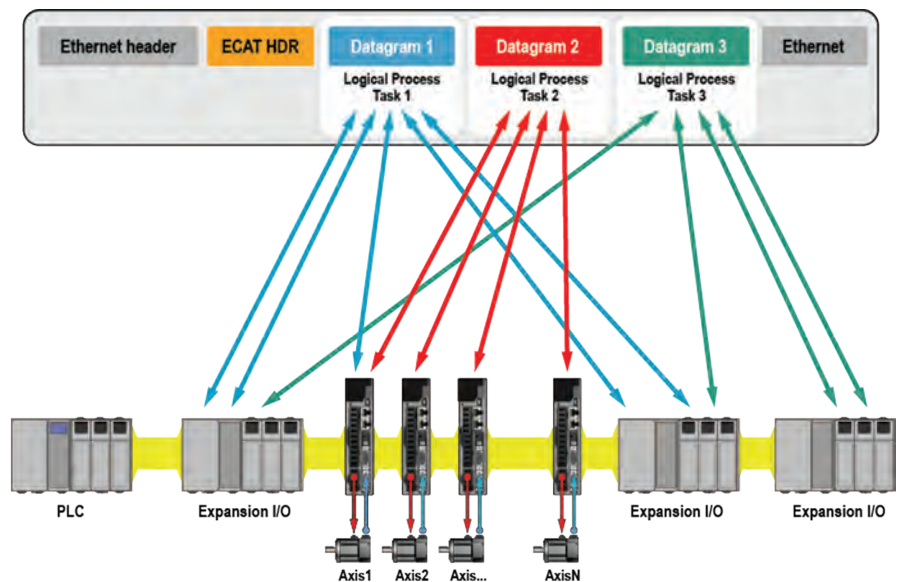 Ethernet header
ECAT HDR
Datagram 1
Datagram 2
Datagram 3
Ethernet
Logical Process
Task 1
Logical Process
Task 2
Logical Process
Task 3
PLC
Expansion I/O
Expansion I/O
Expansion I/O
Axis1
Axis2
Axis...
AxisN